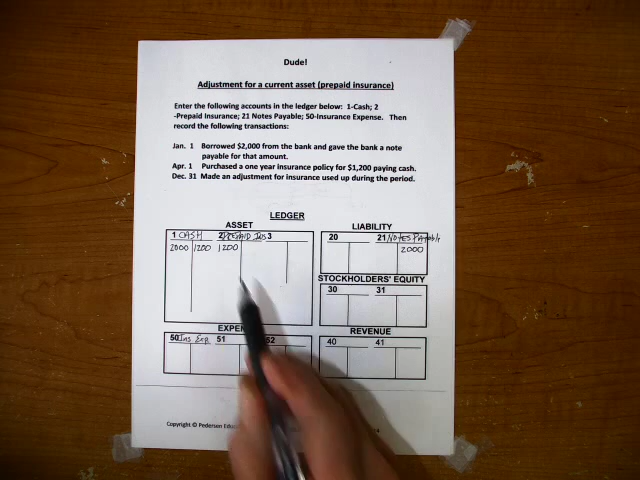 Dude!
Adjustment for a current asset (prepaid insurance)
Enter the following accounts in the ledger below: 1-Cash; 2
-Prepaid Insurance; 21 Notes Payable; 50-Insurance Expense. Then
record the following transactions:
Jan. 1 Borrowed $2,000 from the bank and gave the bank a note
payable for that amount.
Apr. 1 Purchased a one year insurance policy for $1,200 paying cash.
Dec. 31 Made an adjustment for insurance used up during the period.
LEDGER
ASSET LIABILITY
1 CASH 2 PREPAID INS 3 20 21 Notes Payable
2000 1200 1200 2000
STOCKHOLDERS' EQUITY
30 31
REVENUE
50 Ins. Exp. 51 52 40 41
Copyright © Pedersen